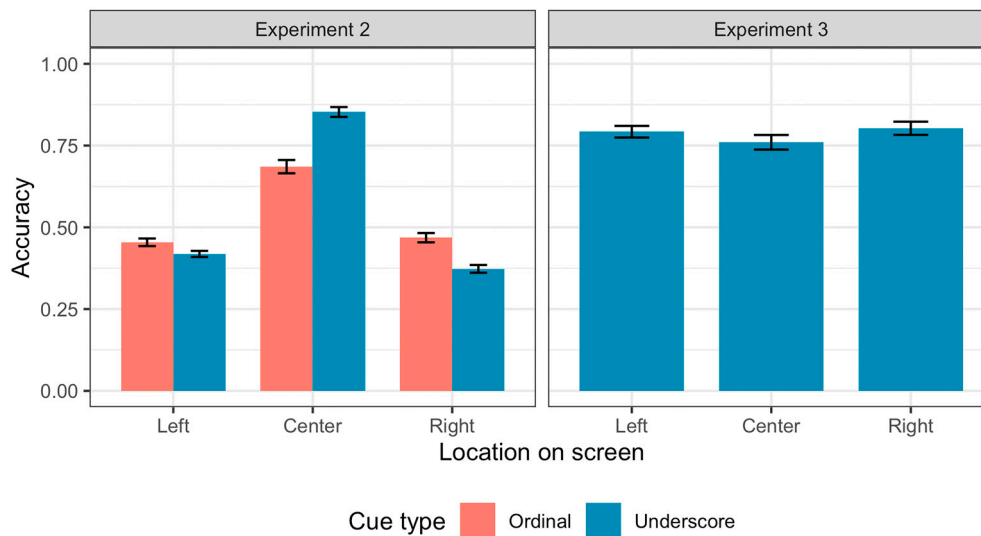 Experiment 2
Experiment 3
Accuracy
1.00
0.75
0.50
0.25
0.00
Left Center Right
Left Center Right
Location on screen
Cue type Ordinal Underscore